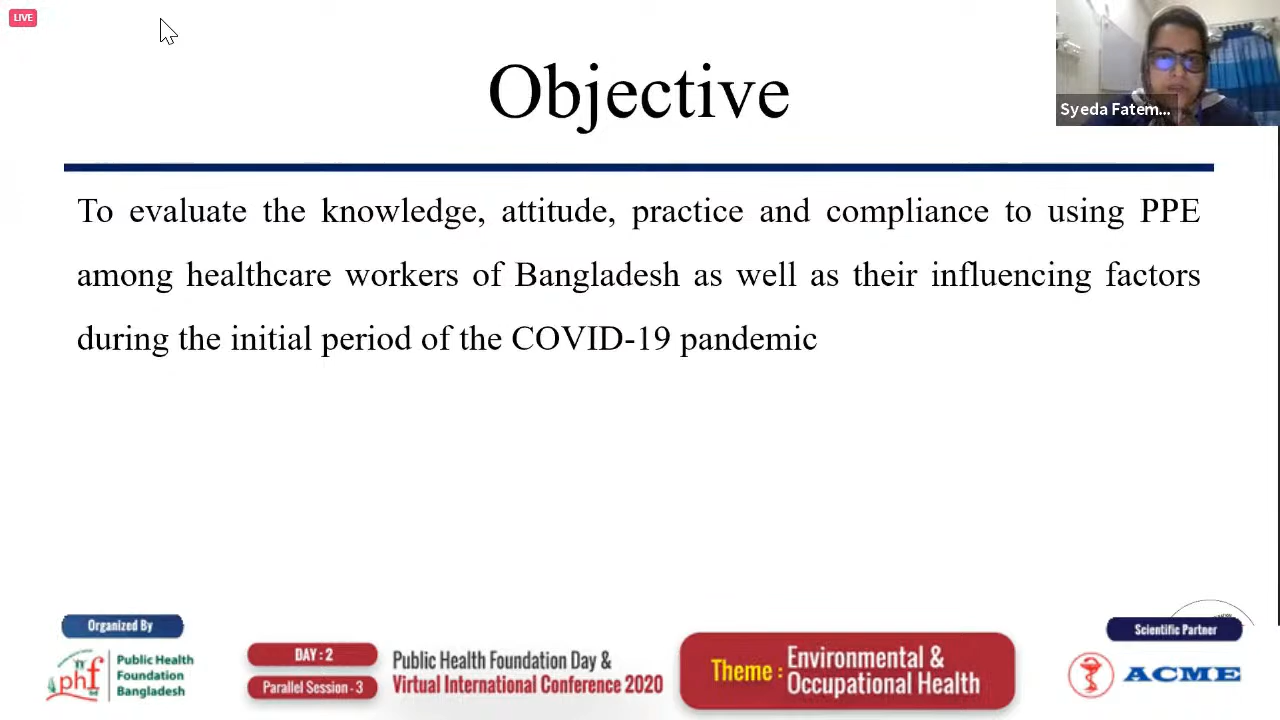 LIVE
Objective
Syeda Fatem...
To evaluate the knowledge, attitude, practice and compliance to using PPE
among healthcare workers of Bangladesh as well as their influencing factors
during the initial period of the COVID-19 pandemic
Organized By
phf
Public Health
Foundation
Bangladesh
DAY : 2
Parallel Session - 3
Public Health Foundation Day &
Virtual International Conference 2020
Theme :
Environmental &
Occupational Health
Scientific Partner
ACME